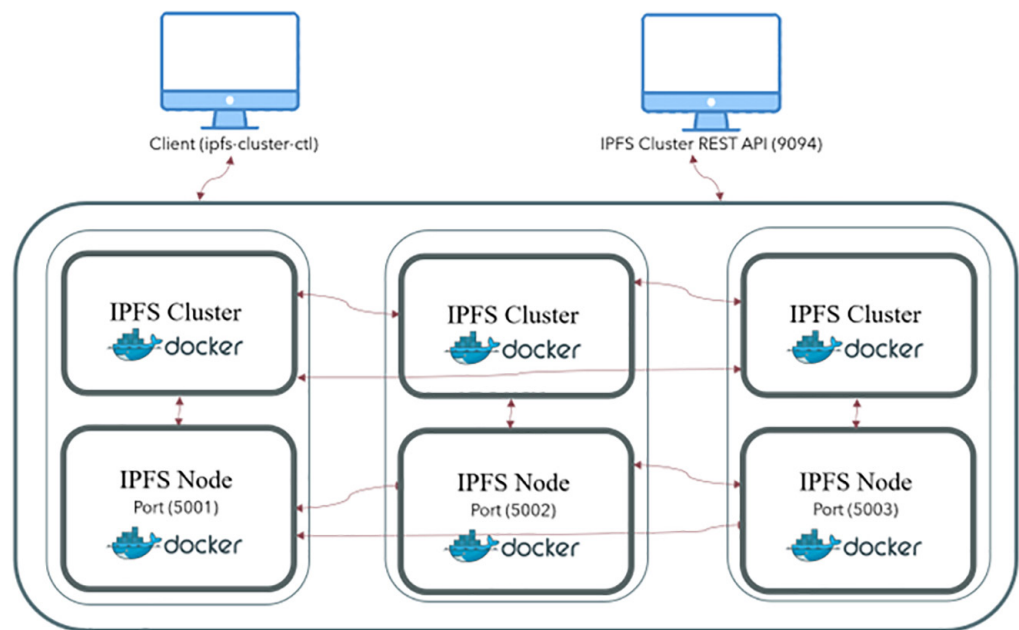 Client (ipfs-cluster-ctl)
IPFS Cluster REST API (9094)
IPFS Cluster
docker
IPFS Cluster
docker
IPFS Cluster
docker
IPFS Node
Port (5001)
docker
IPFS Node
Port (5002)
docker
IPFS Node
Port (5003)
docker